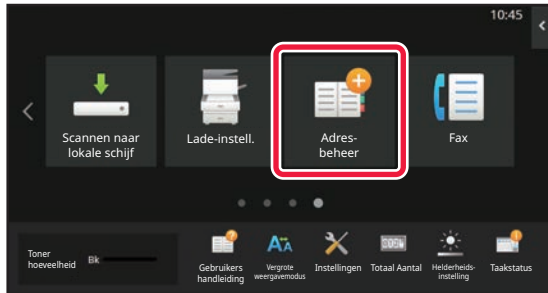 10:45
Scannen naar
lokale schijf
Lade-instell.
Adres-
beheer
Fax
Toner
hoeveelheid
Bk
Gebruikers
handleiding
Vergrote
weergavemodus
Instellingen
Totaal Aantal
Helderheids-
instelling
Taakstatus